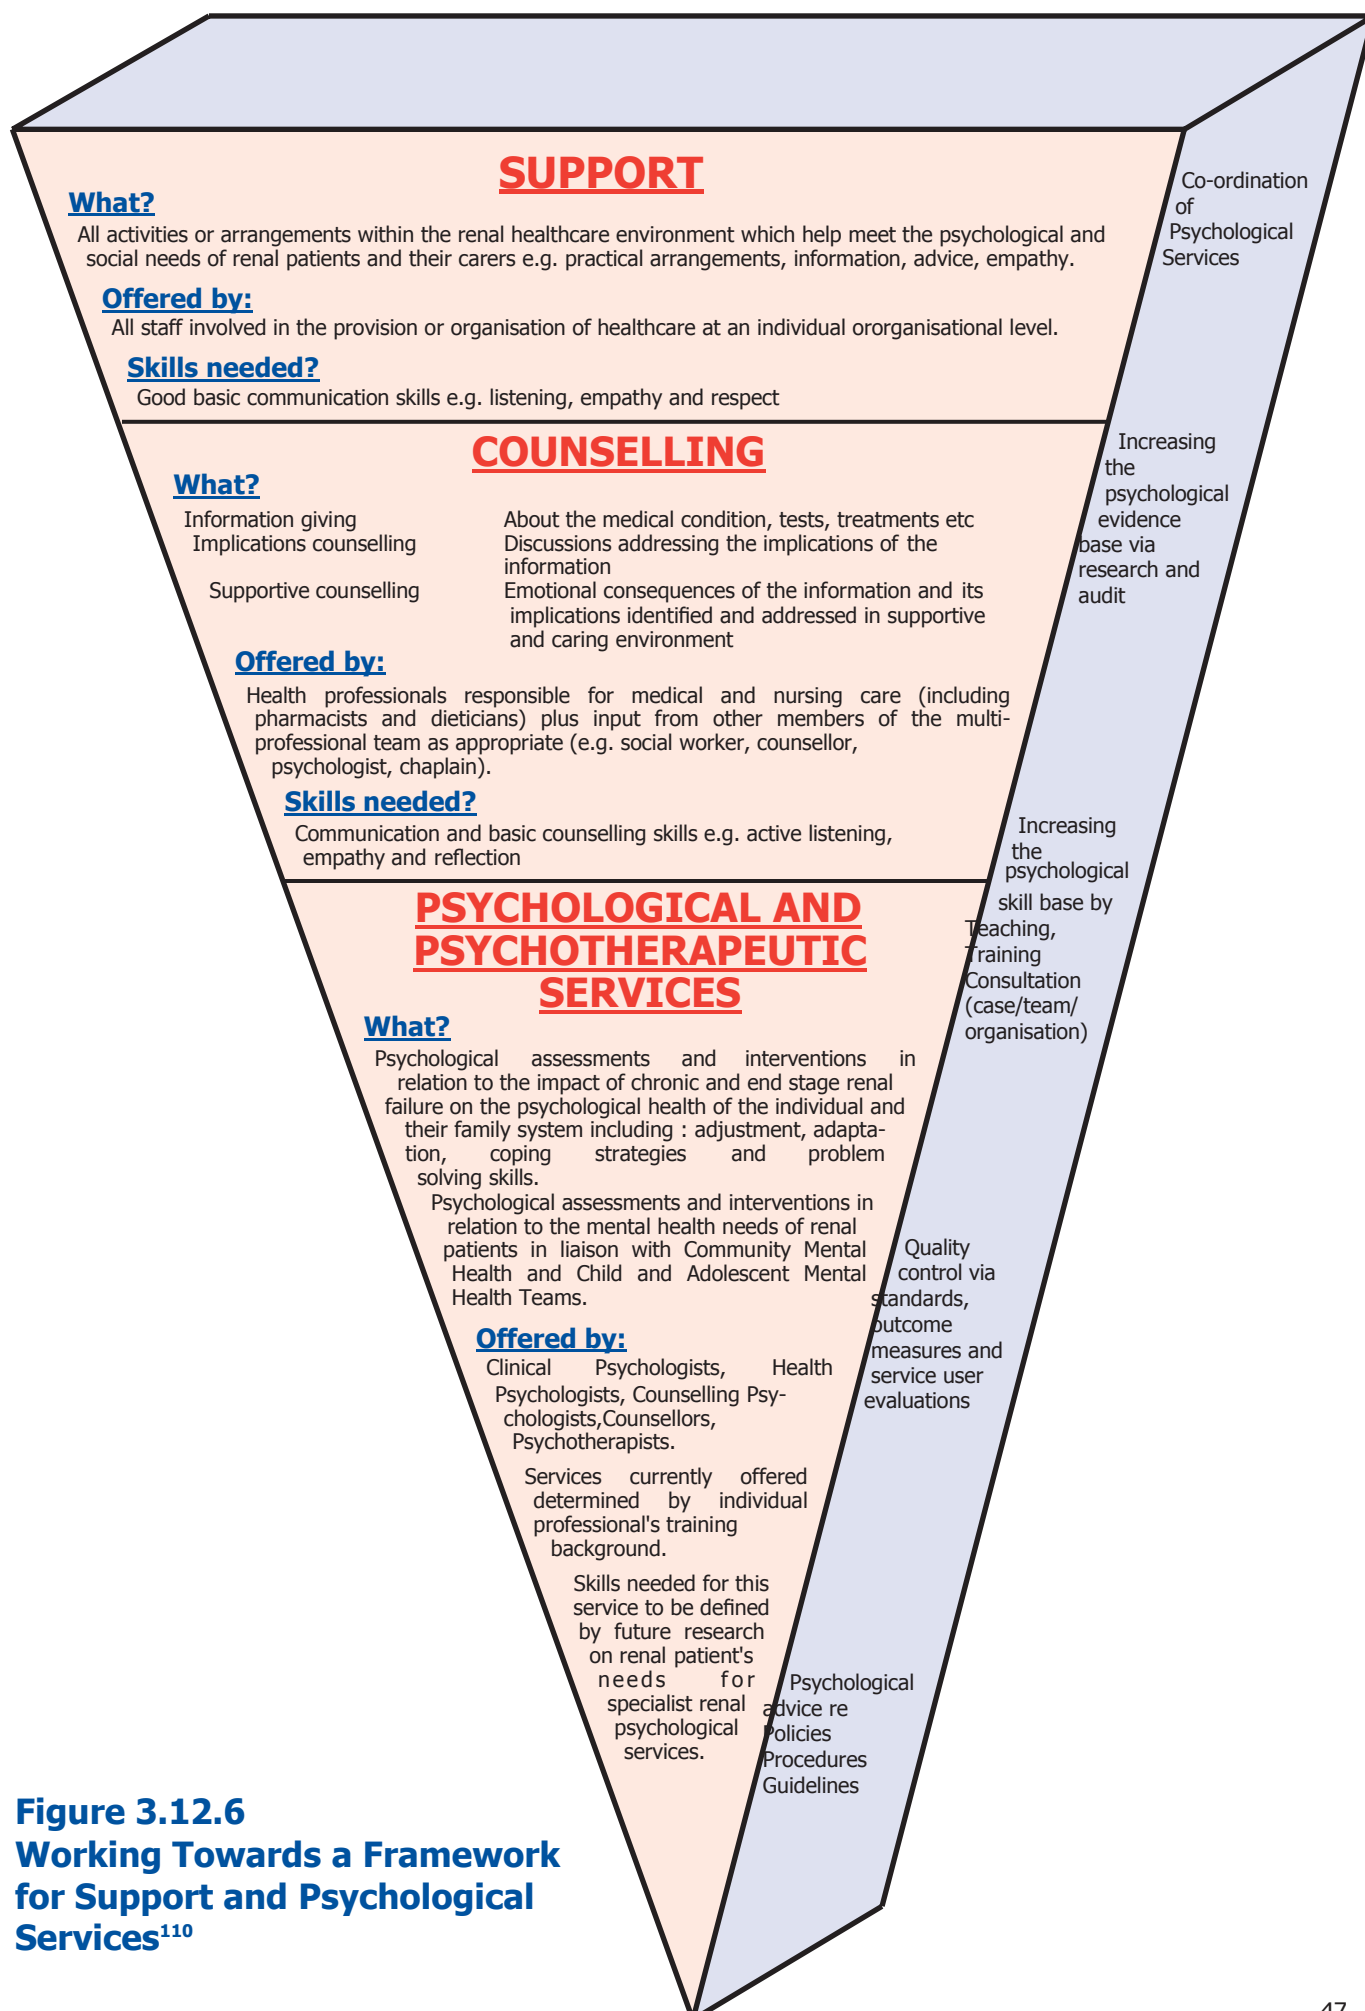 SUPPORT
What?
All activities or arrangements within the renal healthcare environment which help meet the psychological and
social needs of renal patients and their carers e.g. practical arrangements, information, advice, empathy.
Offered by:
All staff involved in the provision or organisation of healthcare at an individual ororganisational level.
Skills needed?
Good basic communication skills e.g. listening, empathy and respect
COUNSELLING
What?
Information giving About the medical condition, tests, treatments etc
Implications counselling Discussions addressing the implications of the
information
Supportive counselling Emotional consequences of the information and its
implications identified and addressed in supportive
and caring environment
Offered by:
Health professionals responsible for medical and nursing care (including
pharmacists and dieticians) plus input from other members of the multi-
professional team as appropriate (e.g. social worker, counsellor,
psychologist, chaplain).
Skills needed?
Communication and basic counselling skills e.g. active listening,
empathy and reflection
PSYCHOLOGICAL AND
PSYCHOTHERAPEUTIC
SERVICES
What?
Psychological assessments and interventions in
relation to the impact of chronic and end stage renal
failure on the psychological health of the individual and
their family system including : adjustment, adapta-
tion, coping strategies and problem
solving skills.
Psychological assessments and interventions in
relation to the mental health needs of renal
patients in liaison with Community Mental
Health and Child and Adolescent Mental
Health Teams.
Offered by:
Clinical Psychologists, Health
Psychologists, Counselling Psy-
chologists,Counsellors,
Psychotherapists.
Services currently offered
determined by individual
professional's training
background.
Skills needed for this
service to be defined
by future research
on renal patient's
needs for
specialist renal
psychological
services.
Co-ordination
of
Psychological
Services
Increasing
the
psychological
evidence
base via
research and
audit
Increasing
the
psychological
skill base by
Teaching,
Training
Consultation
(case/team/
organisation)
Quality
control via
standards,
outcome
measures and
service user
evaluations
Psychological
advice re
Policies
Procedures
Guidelines
Figure 3.12.6
Working Towards a Framework
for Support and Psychological
Services110
47